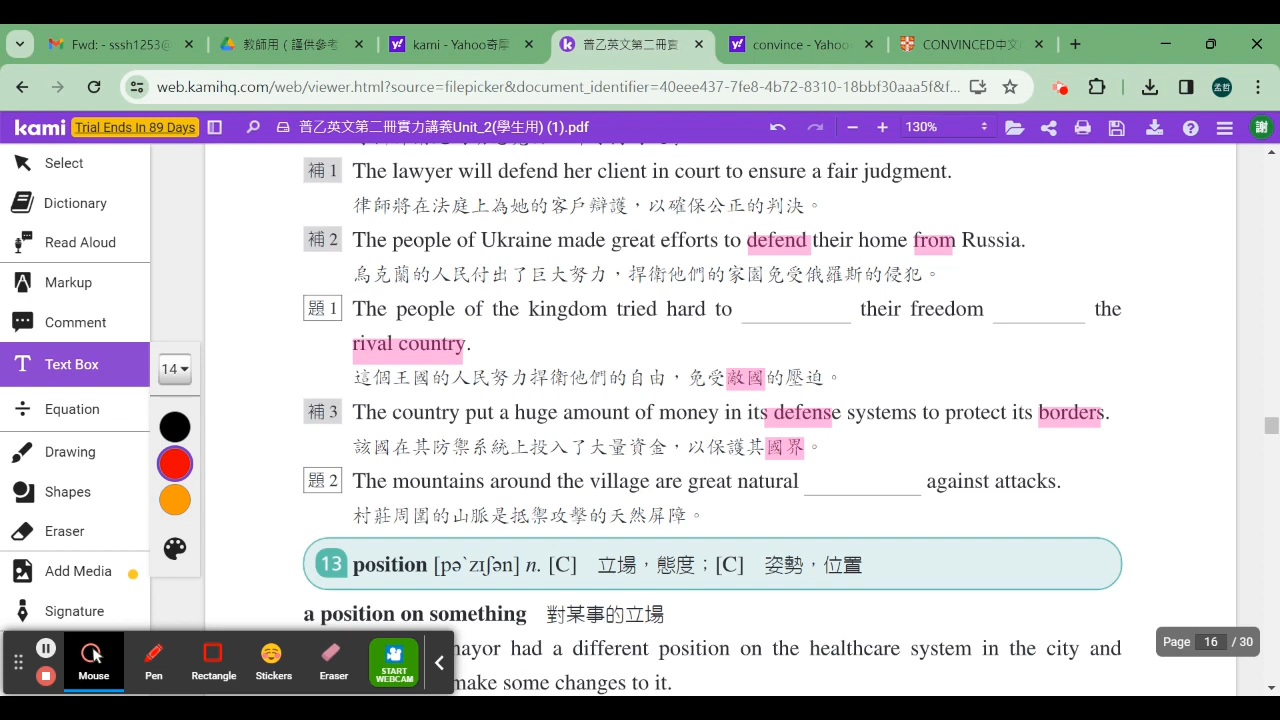 Fwd: - sssh1253@
教師用 (謹供參考
kami - Yahoo奇摩
普乙英文第二冊實
convince - Yahoo
CONVINCED中文
web.kamihq.com/web/viewer.html?source=filepicker&document_identifier=40eee437-7fe8-4b72-8310-18bbf30aaa5f&f...
孟哲
kami Trial Ends In 89 Days 普乙英文第二冊實力講義Unit_2(學生用) (1).pdf 130% 謝
Select
Dictionary
Read Aloud
Markup
Comment
Text Box
14
Equation
Drawing
Shapes
Eraser
Add Media
Signature
補1 The lawyer will defend her client in court to ensure a fair judgment.
律師將在法庭上為她的客戶辯護，以確保公正的判決。
補2 The people of Ukraine made great efforts to defend their home from Russia.
烏克蘭的人民付出了巨大努力，捍衛他們的家園免受俄羅斯的侵犯。
題1 The people of the kingdom tried hard to ________ their freedom ________ the
rival country.
這個王國的人民努力捍衛他們的自由，免受敵國的壓迫。
補3 The country put a huge amount of money in its defense systems to protect its borders.
該國在其防禦系統上投入了大量資金，以保護其國界。
題2 The mountains around the village are great natural ________ against attacks.
村莊周圍的山脈是抵禦攻擊的天然屏障。
13 position [pəˋzɪʃən] n. [C] 立場，態度；[C] 姿勢，位置
a position on something 對某事的立場
mayor had a different position on the healthcare system in the city and
make some changes to it.
Page 16 / 30
Mouse
Pen
Rectangle
Stickers
Eraser
START
WEBCAM